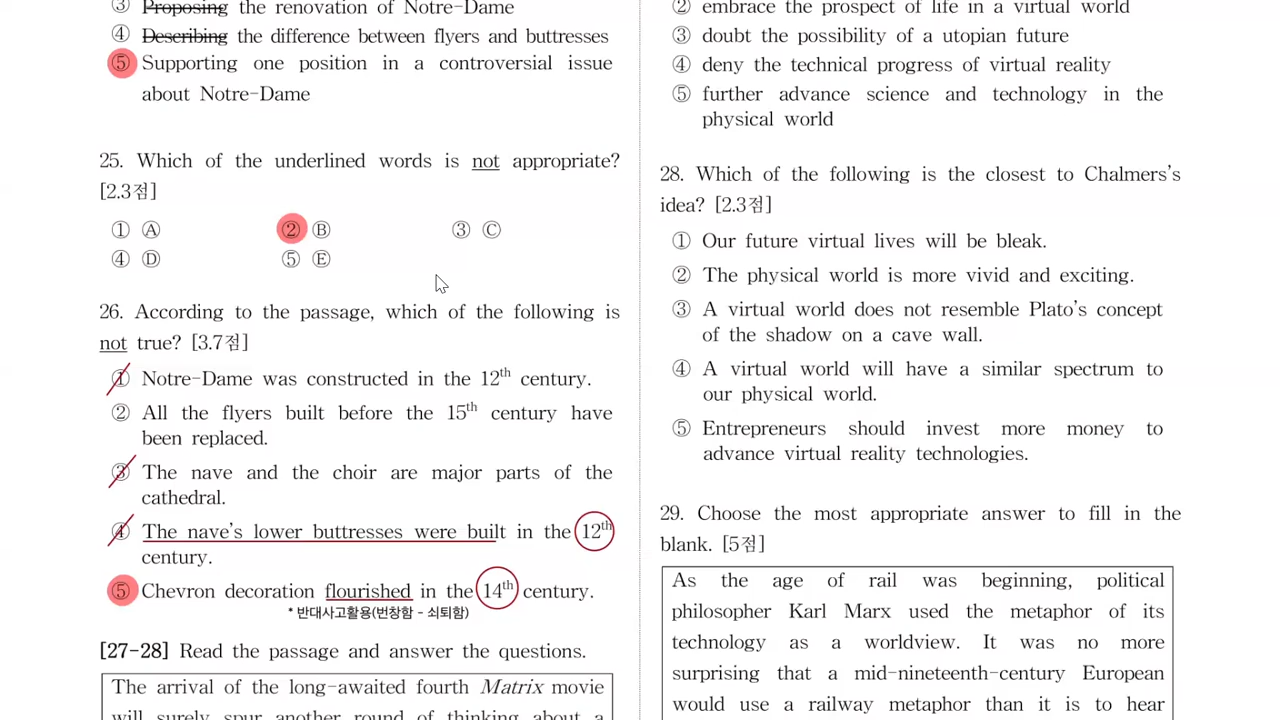 ③ Proposing the renovation of Notre-Dame
④ Describing the difference between flyers and buttresses
⑤ Supporting one position in a controversial issue
about Notre-Dame
25. Which of the underlined words is not appropriate?
[2.3점]
① Ⓐ ② Ⓑ ③ Ⓒ
④ Ⓓ ⑤ Ⓔ
26. According to the passage, which of the following is
not true? [3.7점]
① Notre-Dame was constructed in the 12th century.
② All the flyers built before the 15th century have
been replaced.
③ The nave and the choir are major parts of the
cathedral.
④ The nave's lower buttresses were built in the 12th
century.
⑤ Chevron decoration flourished in the 14th century.
* 반대사고활용(번창함 - 쇠퇴함)
[27-28] Read the passage and answer the questions.
The arrival of the long-awaited fourth Matrix movie
will surely spur another round of thinking about a
② embrace the prospect of life in a virtual world
③ doubt the possibility of a utopian future
④ deny the technical progress of virtual reality
⑤ further advance science and technology in the
physical world
28. Which of the following is the closest to Chalmers's
idea? [2.3점]
① Our future virtual lives will be bleak.
② The physical world is more vivid and exciting.
③ A virtual world does not resemble Plato's concept
of the shadow on a cave wall.
④ A virtual world will have a similar spectrum to
our physical world.
⑤ Entrepreneurs should invest more money to
advance virtual reality technologies.
29. Choose the most appropriate answer to fill in the
blank. [5점]
As the age of rail was beginning, political
philosopher Karl Marx used the metaphor of its
technology as a worldview. It was no more
surprising that a mid-nineteenth-century European
would use a railway metaphor than it is to hear